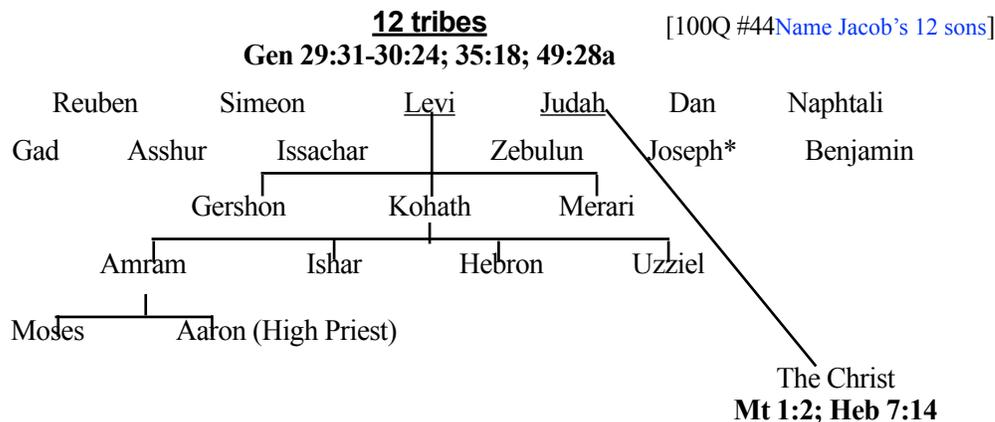 12 tribes
[100Q #44Name Jacob's 12 sons]
Gen 29:31-30:24; 35:18; 49:28a
Reuben Simeon Levi Judah Dan Naphtali
Gad Asshur Issachar Zebulun Joseph* Benjamin
Gershon Kohath Merari
Amram Ishar Hebron Uzziel
Moses Aaron (High Priest)
The Christ
Mt 1:2; Heb 7:14